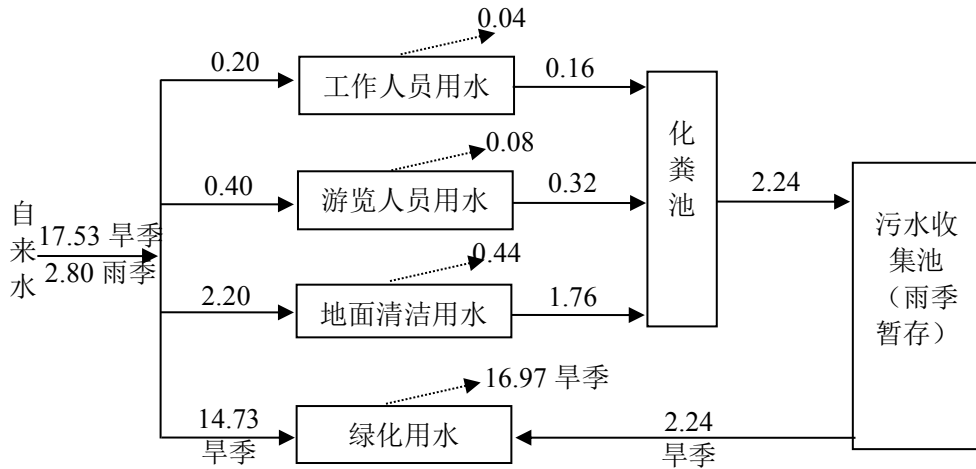 0.04
0.20
工作人员用水
0.16
0.08
0.40
游览人员用水
0.32
化
粪
池
2.24
自
来
水
17.53 旱季
2.80 雨季
0.44
2.20
地面清洁用水
1.76
污水收
集池
（雨季
暂存）
16.97 旱季
14.73
旱季
绿化用水
2.24
旱季